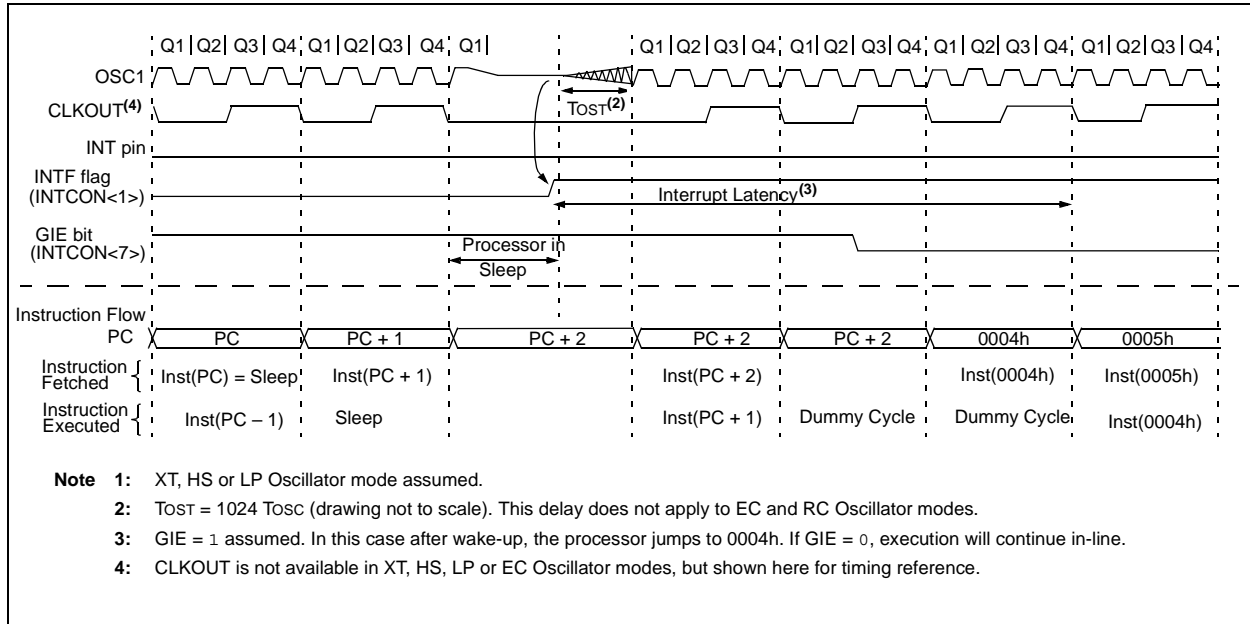 Q1 Q2 Q3 Q4 Q1 Q2 Q3 Q4 Q1 Q1 Q2 Q3 Q4 Q1 Q2 Q3 Q4 Q1 Q2 Q3 Q4 Q1 Q2 Q3 Q4
OSC1
TOST(2)
CLKOUT(4)
INT pin
INTF flag
(INTCON<1>)
Interrupt Latency(3)
GIE bit
(INTCON<7>)
Processor in
Sleep
Instruction Flow
PC PC PC + 1 PC + 2 PC + 2 PC + 2 0004h 0005h
Instruction
Fetched
Inst(PC) = Sleep Inst(PC + 1) Inst(PC + 2) Inst(0004h) Inst(0005h)
Instruction
Executed
Inst(PC – 1) Sleep Inst(PC + 1) Dummy Cycle Dummy Cycle Inst(0004h)
Note 1: XT, HS or LP Oscillator mode assumed.
2: TOST = 1024 TOSC (drawing not to scale). This delay does not apply to EC and RC Oscillator modes.
3: GIE = 1 assumed. In this case after wake-up, the processor jumps to 0004h. If GIE = 0, execution will continue in-line.
4: CLKOUT is not available in XT, HS, LP or EC Oscillator modes, but shown here for timing reference.